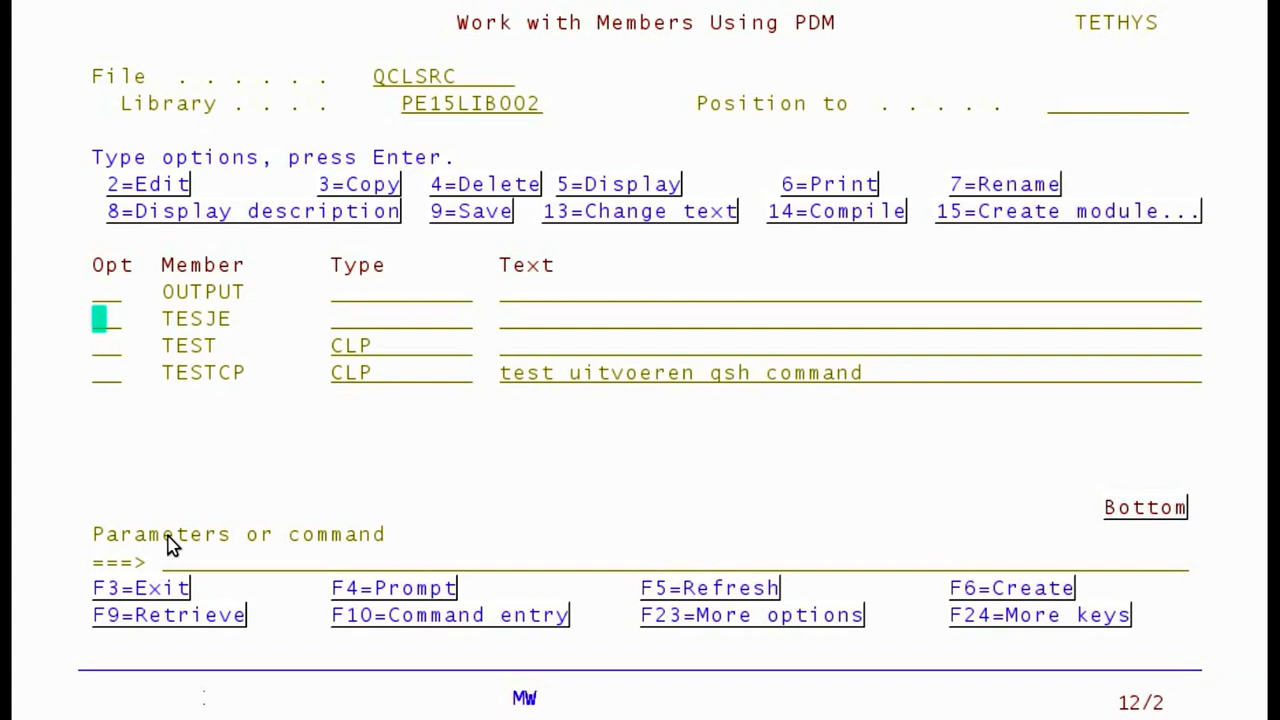 Work with Members Using PDM TETHYS
File . . . . . . QCLSRC
Library . . . . PE15LIB002 Position to . . . . .
Type options, press Enter.
2=Edit 3=Copy 4=Delete 5=Display 6=Print 7=Rename
8=Display description 9=Save 13=Change text 14=Compile 15=Create module...
Opt Member Type Text
OUTPUT
TESJE
TEST CLP
TESTCP CLP test uitvoeren qsh command
Bottom
Parameters or command
===>
F3=Exit F4=Prompt F5=Refresh F6=Create
F9=Retrieve F10=Command entry F23=More options F24=More keys
MW 12/2